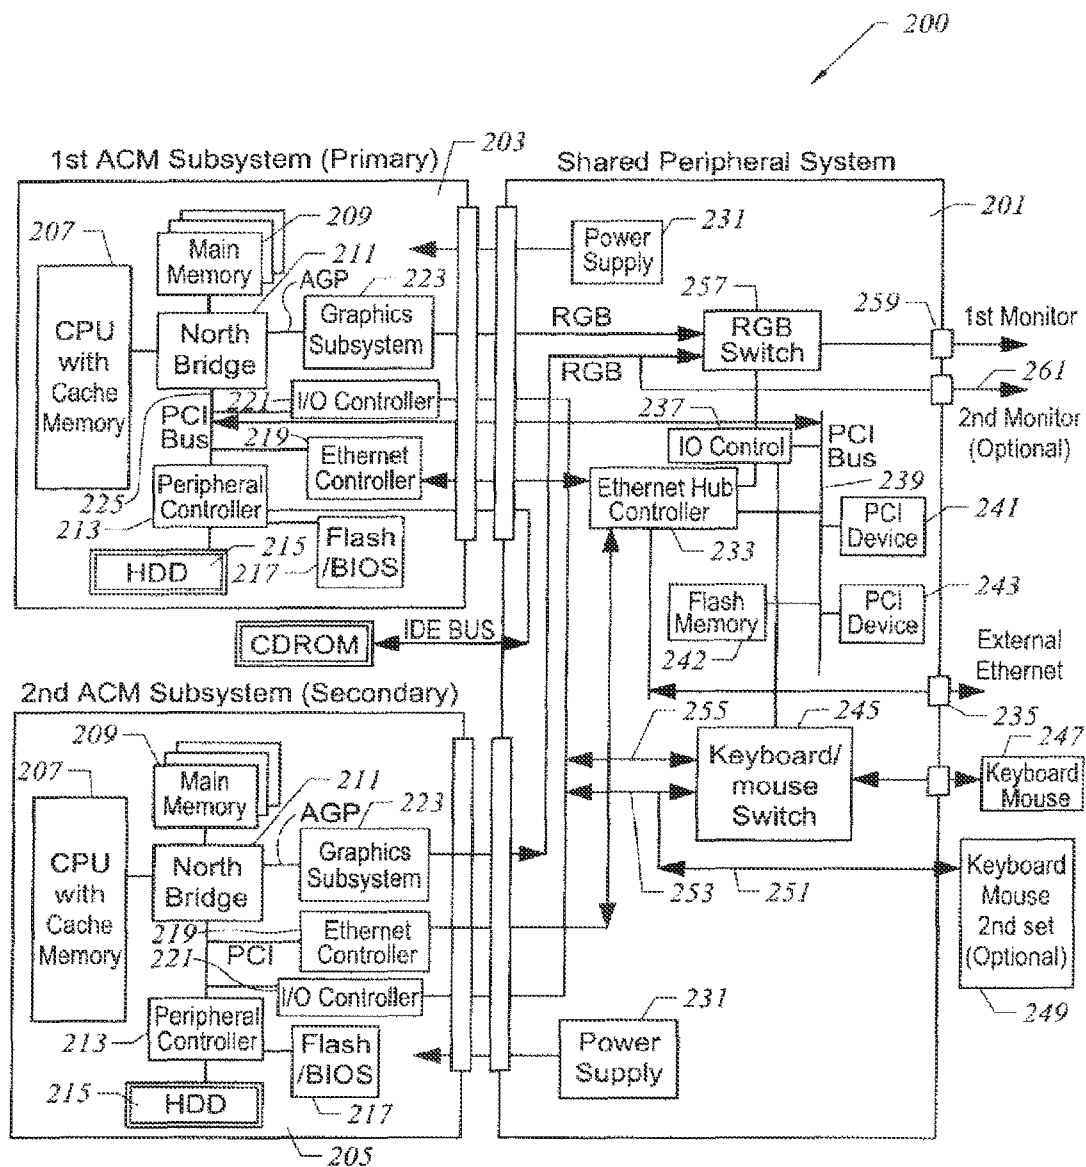 200
1st ACM Subsystem (Primary)
203
Shared Peripheral System
201
207
209
Main
Memory
211
231
Power
Supply
CPU
with
Cache
Memory
North
Bridge
AGP
223
Graphics
Subsystem
RGB
RGB
257
RGB
Switch
259
1st Monitor
261
2nd Monitor
(Optional)
221
I/O Controller
PCI
Bus
219
Ethernet
Controller
237
IO Control
PCI
Bus
239
225
Peripheral
Controller
213
Ethernet Hub
Controller
233
PCI
Device
241
215
HDD
217
Flash
/BIOS
Flash
Memory
242
PCI
Device
243
CDROM
IDE BUS
External
Ethernet
235
2nd ACM Subsystem (Secondary)
209
Main
Memory
207
211
255
245
Keyboard/
mouse
Switch
247
Keyboard
Mouse
CPU
with
Cache
Memory
North
Bridge
AGP
223
Graphics
Subsystem
253
251
Keyboard
Mouse
2nd set
(Optional)
249
219
Ethernet
Controller
PCI
221
I/O Controller
Peripheral
Controller
213
Flash
/BIOS
217
231
Power
Supply
215
HDD
205